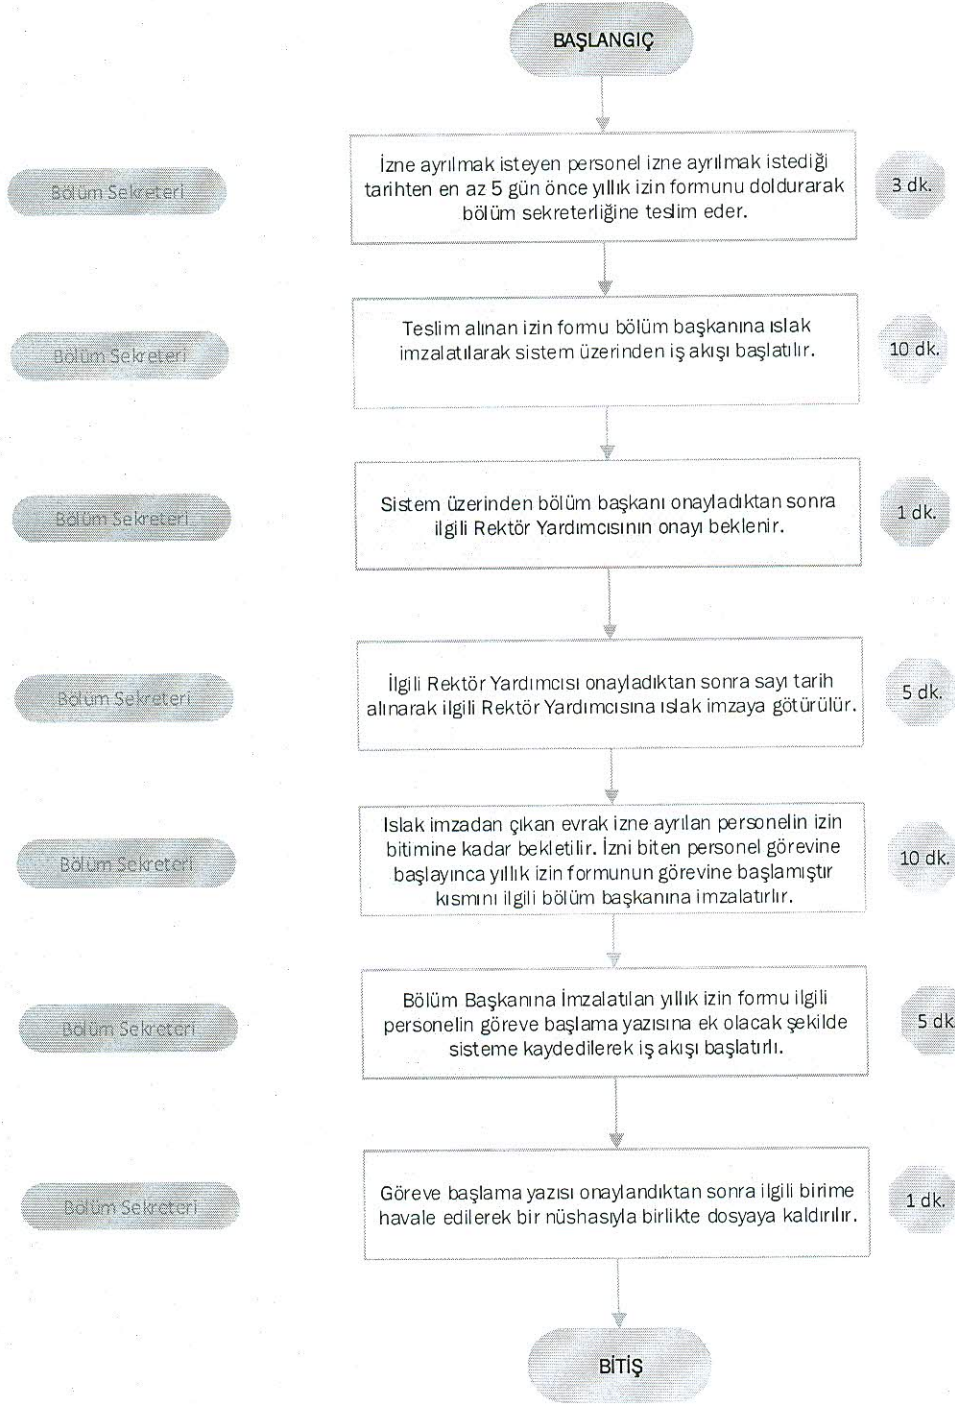 BAŞLANGIÇ
Bölüm Sekreteri
İzne ayrılmak isteyen personel izne ayrılmak istediği
tarihten en az 5 gün önce yıllık izin formunu doldurarak
bölüm sekreterliğine teslim eder.
3 dk.
Bölüm Sekreteri
Teslim alınan izin formu bölüm başkanına ıslak
imzalatılarak sistem üzerinden iş akışı başlatılır.
10 dk.
Bölüm Sekreteri
Sistem üzerinden bölüm başkanı onayladıktan sonra
ilgili Rektör Yardımcısının onayı beklenir.
1 dk.
Bölüm Sekreteri
İlgili Rektör Yardımcısı onayladıktan sonra sayı tarih
alınarak ilgili Rektör Yardımcısına ıslak imzaya götürülür.
5 dk.
Bölüm Sekreteri
Islak imzadan çıkan evrak izne ayrılan personelin izin
bitimine kadar bekletilir. İzni biten personel görevine
başlayınca yıllık izin formunun görevine başlamıştır
kısmını ilgili bölüm başkanına imzalatırlır.
10 dk.
Bölüm Sekreteri
Bölüm Başkanına İmzalatılan yıllık izin formu ilgili
personelin göreve başlama yazısına ek olacak şekilde
sisteme kaydedilerek iş akışı başlatırlı.
5 dk
Bölüm Sekreteri
Göreve başlama yazısı onaylandıktan sonra ilgili birime
havale edilerek bir nüshasıyla birlikte dosyaya kaldırılır.
1 dk.
BİTİŞ